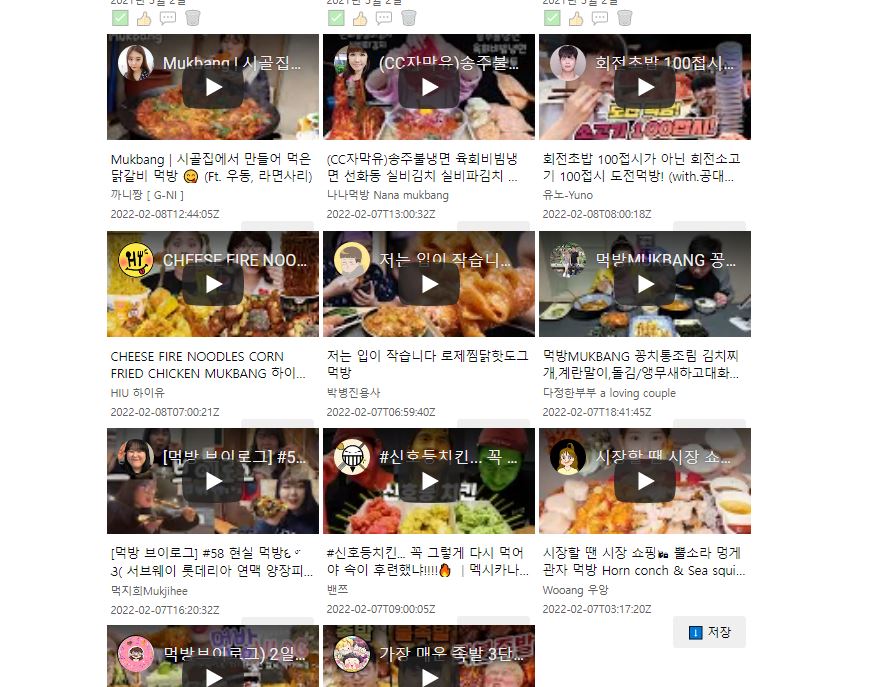 Mukbang | 시골집...
(CC자막유)송주불...
회전초밥 100접시...
Mukbang | 시골집에서 만들어 먹은
닭갈비 먹방 😋 (Ft. 우동, 라면사리)
까니짱 [ G-NI ]
2022-02-08T12:44:05Z
(CC자막유)송주불냉면 육회비빔냉
면 선화동 실비김치 실비파김치 ...
나나먹방 Nana mukbang
2022-02-07T13:00:32Z
회전초밥 100접시가 아닌 회전소고
기 100접시 도전먹방! (with.공대...
유노-Yuno
2022-02-08T08:00:18Z
CHEESE FIRE NOO...
저는 입이 작습니...
먹방MUKBANG 꽁...
CHEESE FIRE NOODLES CORN
FRIED CHICKEN MUKBANG 하이...
HIU 하이유
2022-02-08T07:00:21Z
저는 입이 작습니다 로제찜닭핫도그
먹방
박병진용사
2022-02-07T06:59:40Z
먹방MUKBANG 꽁치통조림 김치찌
개,계란말이,돌김/앵무새하고대화...
다정한부부 a loving couple
2022-02-07T18:41:45Z
[먹방 브이로그] #5...
#신호등치킨... 꼭 ...
시장할 땐 시장 쇼...
[먹방 브이로그] #58 현실 먹방
3( 서브웨이 롯데리아 연맥 양장피...
먹지희Mukjihee
2022-02-07T16:20:32Z
#신호등치킨... 꼭 그렇게 다시 먹어
야 속이 후련했냐!!!!🔥 | 멕시카나...
밴쯔
2022-02-07T09:00:05Z
시장할 땐 시장 쇼핑🛍 뿔소라 멍게
관자 먹방 Horn conch & Sea squi...
Wooang 우앙
2022-02-07T03:17:20Z
1 저장
먹방브이로그) 2일...
가장 매운 족발 3단...